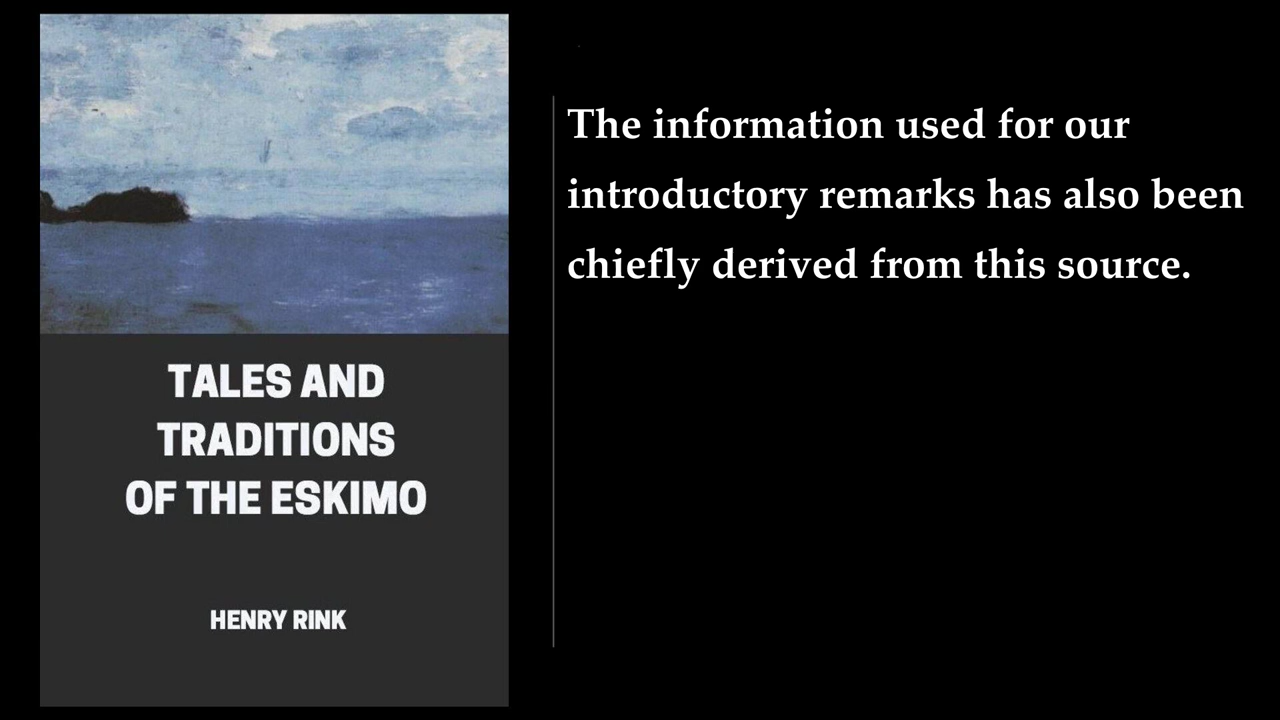 TALES AND
TRADITIONS
OF THE ESKIMO
HENRY RINK
The information used for our
introductory remarks has also been
chiefly derived from this source.